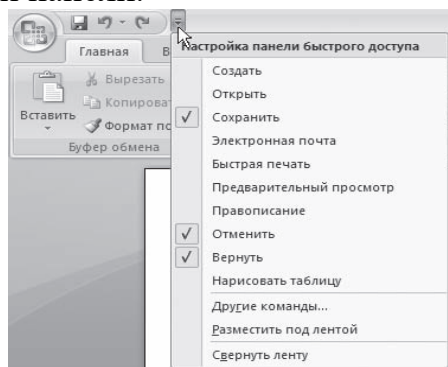 Главная
Настройка панели быстрого доступа
Вставить
Вырезать
Копироват
Формат по
Буфер обмена
Создать
Открыть
Сохранить
Электронная почта
Быстрая печать
Предварительный просмотр
Правописание
Отменить
Вернуть
Нарисовать таблицу
Другие команды...
Разместить под лентой
Свернуть ленту